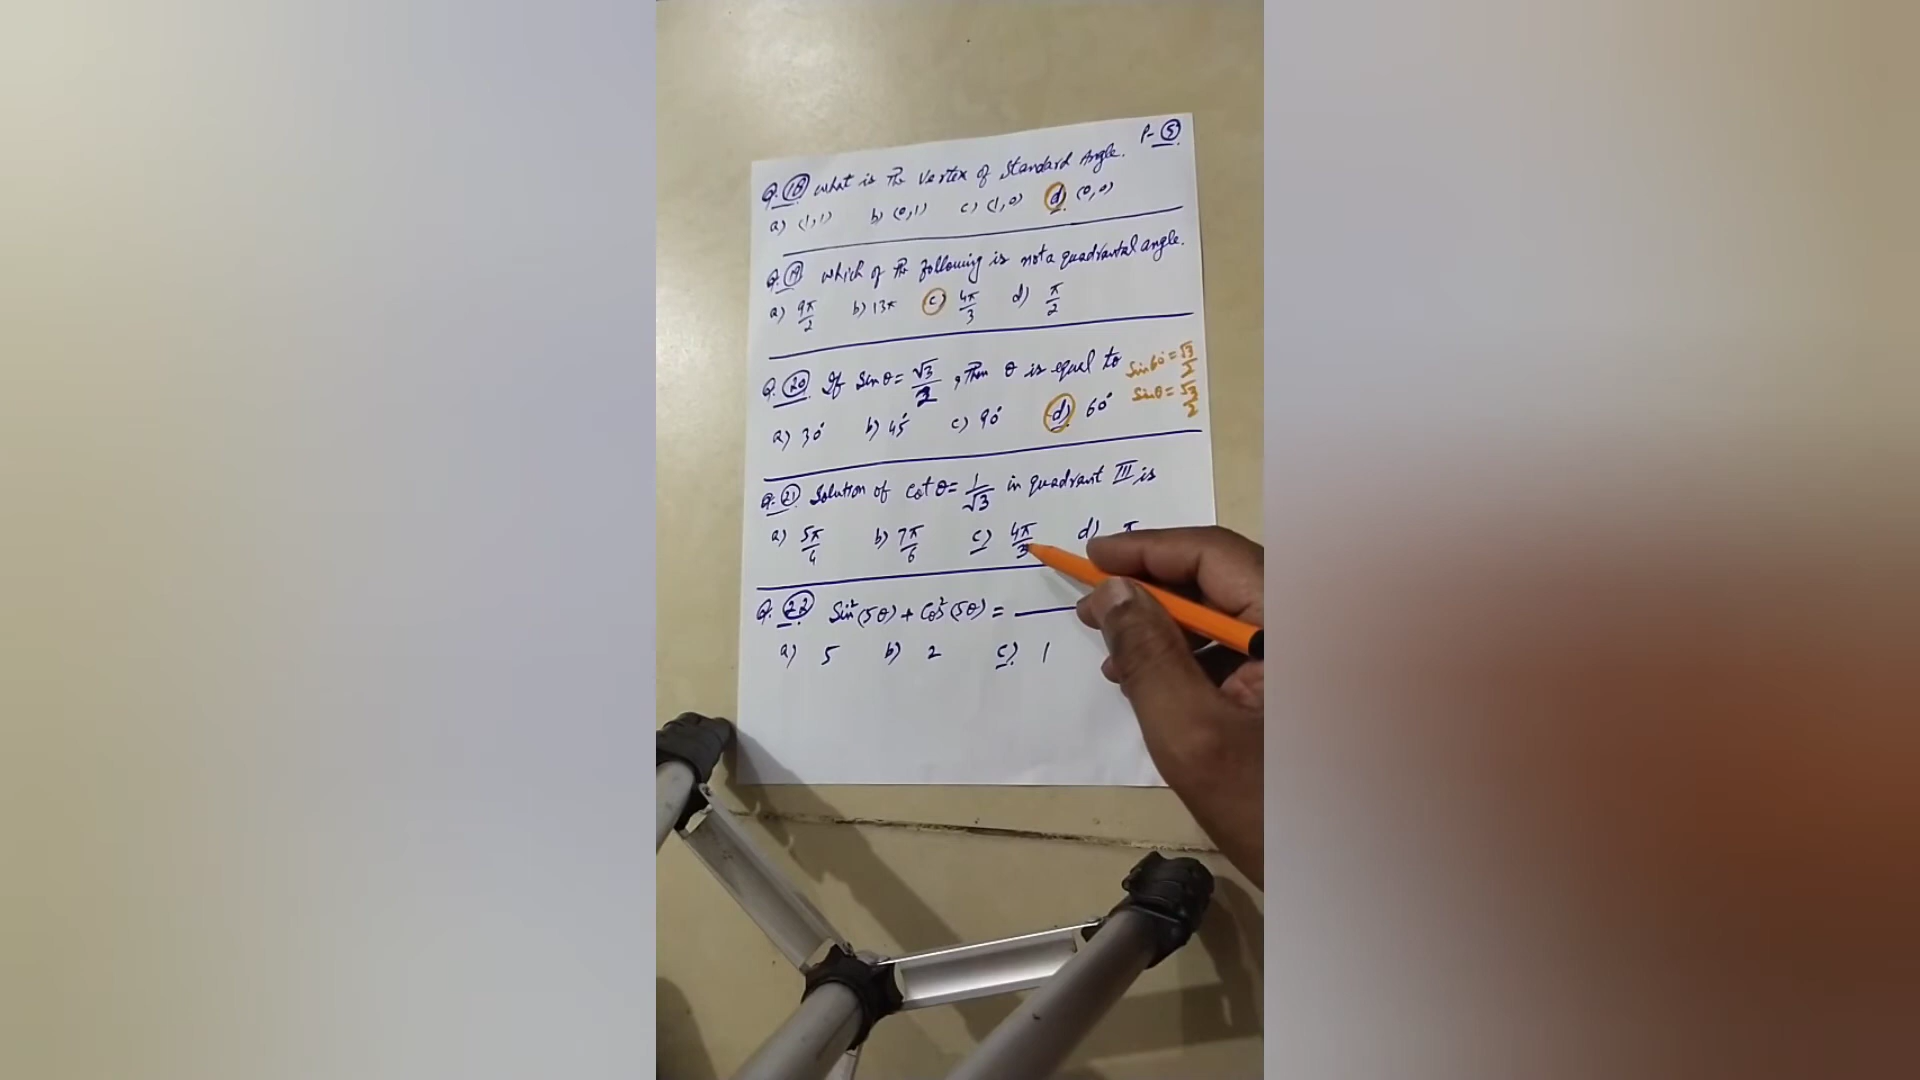 P-5
Q.18 what is the vertex of Standard Angle.
a) (1,1) b) (0,1) c) (1,0) d) (0,0)
Q.19 which of the following is not a quadrantal angle.
a) 9π/2 b) 13π c) 4π/3 d) π/2
Q.20. If Sinθ = √3/2, Then θ is equal to
Sin60° = √3/2
Sinθ = √3/2
a) 30° b) 45° c) 90° d) 60°
Q.21 Solution of Cotθ = 1/√3 in quadrant III is
a) 5π/4 b) 7π/6 c) 4π/3 d) π
Q.22. Sin²(5θ) + Cos²(5θ) = ____
a) 5 b) 2 c) 1